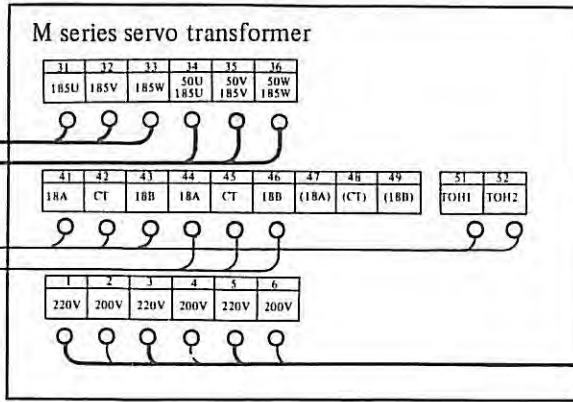 M series servo transformer
31 32 33 34 35 36
185U 185V 185W 50U 50V 50W
185U 185V 185W
41 42 43 44 45 46 47 48 49 51 52
18A CT 18B 18A CT 18B (18A) (CT) (18B) TOH1 TOH2
1 2 3 4 5 6
220V 200V 220V 200V 220V 200V